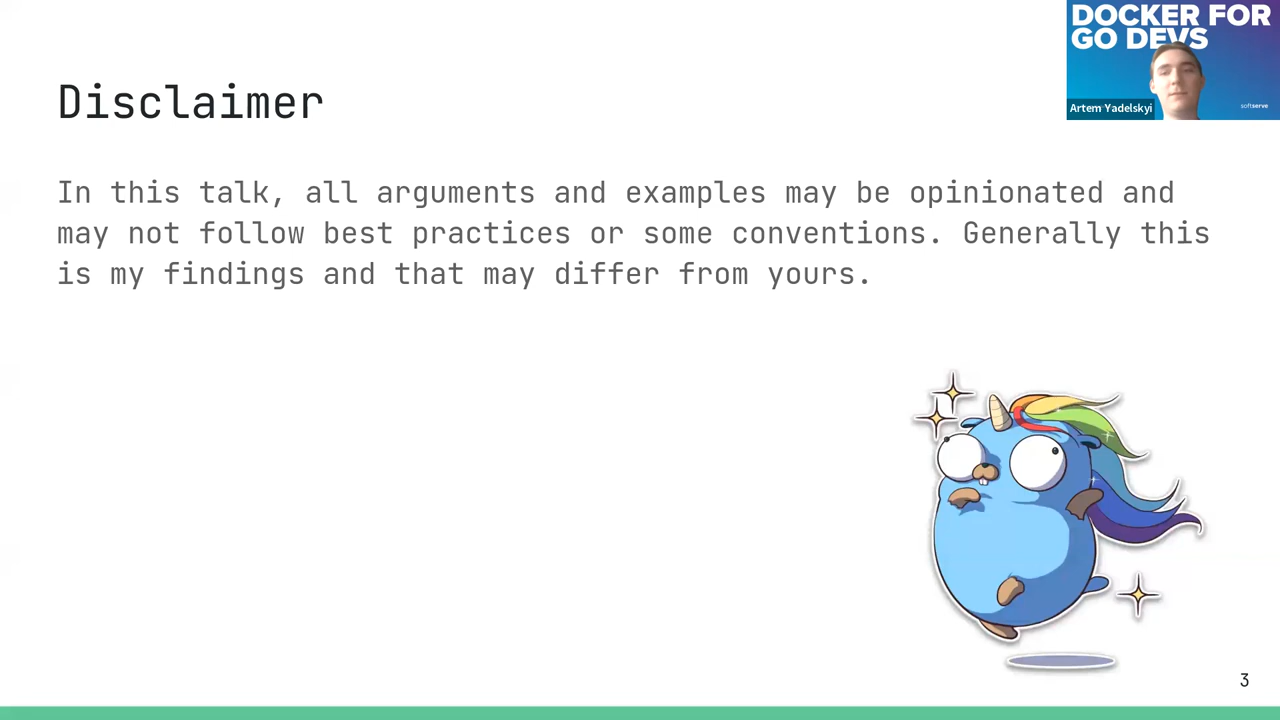 DOCKER FOR
GO DEVS
Artem Yadelskyi
softserve
Disclaimer
In this talk, all arguments and examples may be opinionated and
may not follow best practices or some conventions. Generally this
is my findings and that may differ from yours.
3